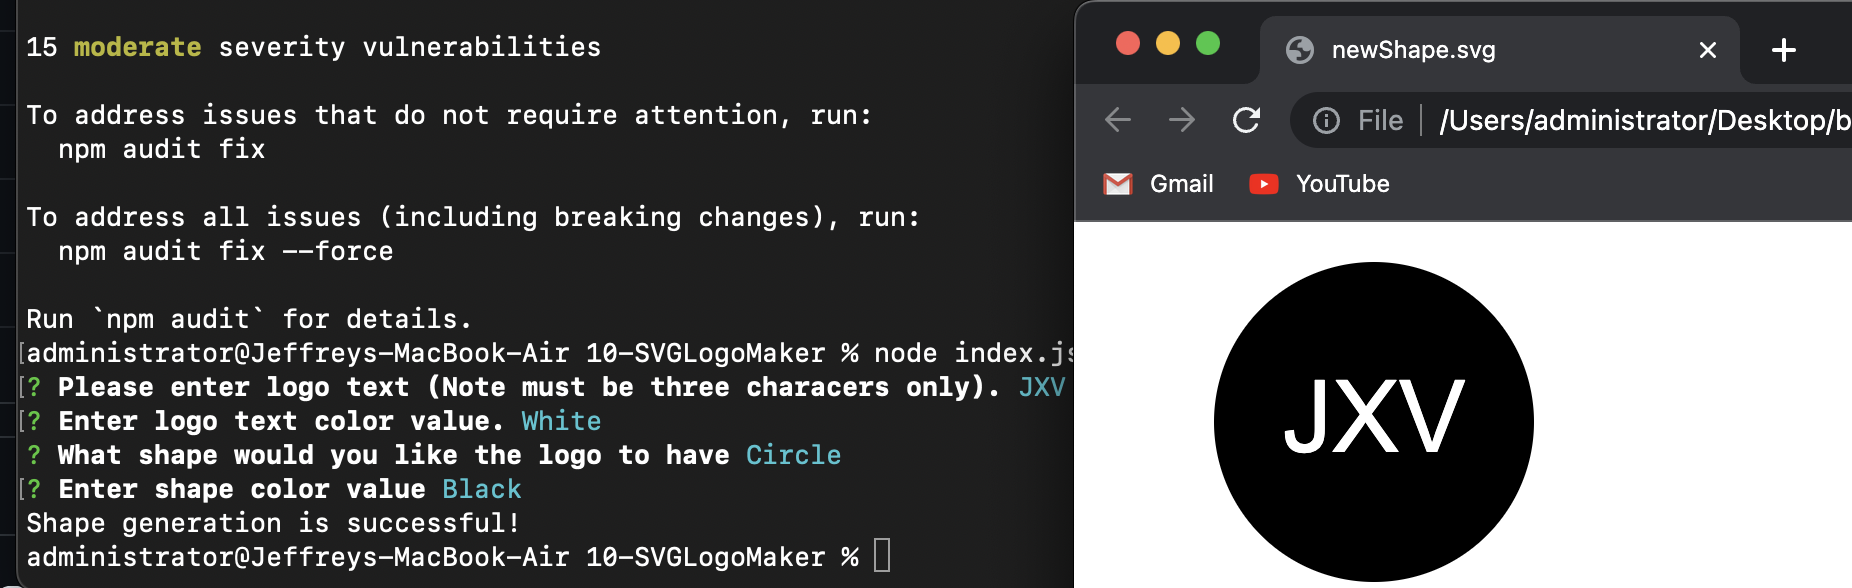 15 moderate severity vulnerabilities
To address issues that do not require attention, run:
npm audit fix
To address all issues (including breaking changes), run:
npm audit fix --force
Run `npm audit` for details.
[administrator@Jeffreys-MacBook-Air 10-SVGLogoMaker % node index.js
[? Please enter logo text (Note must be three characers only). JXV
[? Enter logo text color value. White
? What shape would you like the logo to have Circle
[? Enter shape color value Black
Shape generation is successful!
administrator@Jeffreys-MacBook-Air 10-SVGLogoMaker %
newShape.svg
File | /Users/administrator/Desktop/b
Gmail YouTube
JXV